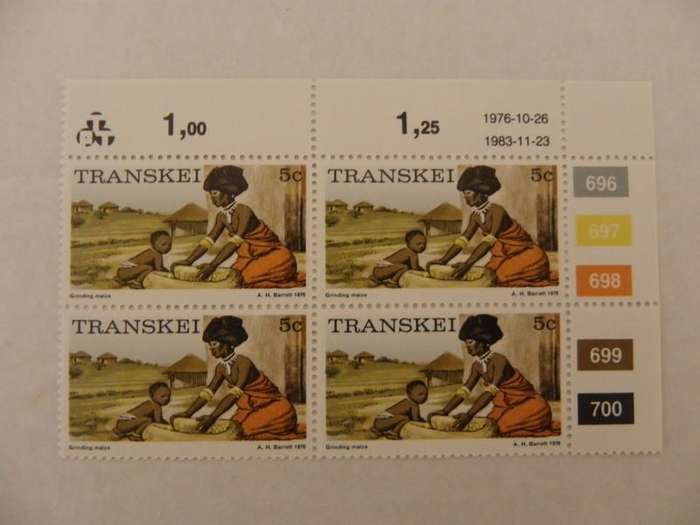 1,00 1,25 1976-10-26
1983-11-23
TRANSKEI 5c TRANSKEI 5c 696
697
698
Grinding maize A. H. Barrett 1976 Grinding maize A. H. Barrett 1976
TRANSKEI 5c TRANSKEI 5c
699
700
Grinding maize A. H. Barrett 1976 Grinding maize A. H. Barrett 1976